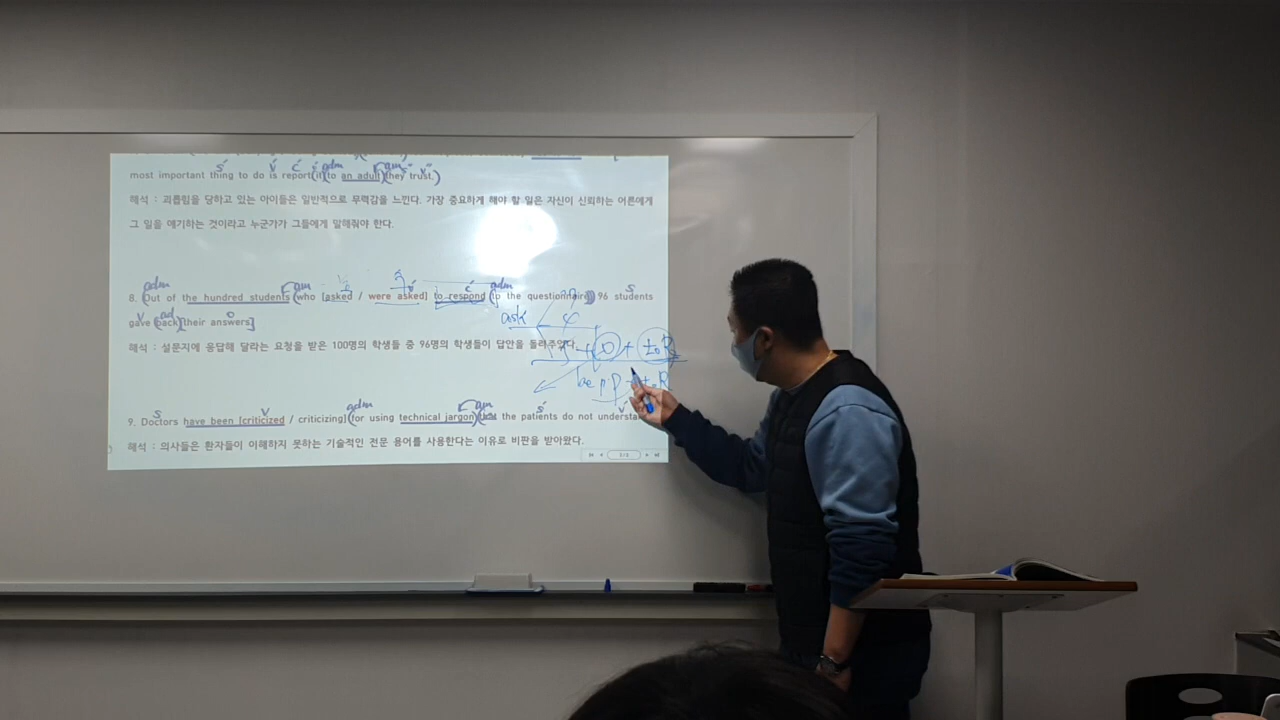 most important thing to do is report (it)(to an adult)(they trust.)
해석 : 괴롭힘을 당하고 있는 아이들은 일반적으로 무력감을 느낀다. 가장 중요하게 해야 할 일은 자신이 신뢰하는 어른에게
그 일을 얘기하는 것이라고 누군가가 그들에게 말해줘야 한다.
8. Out of the hundred students (who [asked / were asked] to respond (to the questionnaire)) 96 students
gave (back)(their answers]
해석 : 설문지에 응답해 달라는 요청을 받은 100명의 학생들 중 96명의 학생들이 답안을 돌려주었다.
ask
4
5 + O + to R
be pp + to R
9. Doctors have been [criticized / criticizing] (for using technical jargon)(that the patients do not understand
해석 : 의사들은 환자들이 이해하지 못하는 기술적인 전문 용어를 사용한다는 이유로 비판을 받아왔다.